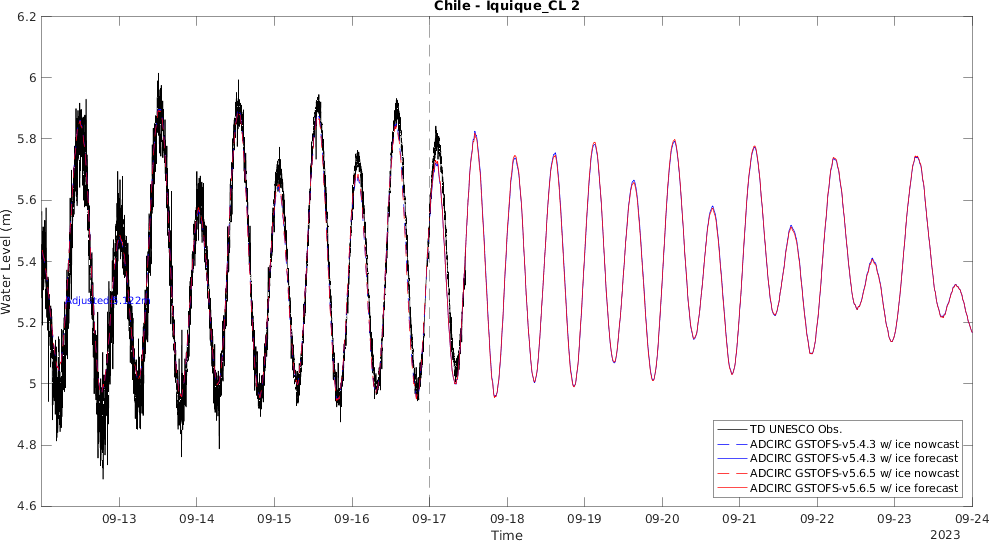 Chile - Iquique_CL 2
6.2
6
5.8
5.6
5.4
5.2
5
4.8
4.6
Water Level (m)
TD UNESCO Obs.
ADCIRC GSTOFS-v5.4.3 w/ ice nowcast
ADCIRC GSTOFS-v5.4.3 w/ ice forecast
ADCIRC GSTOFS-v5.6.5 w/ ice nowcast
ADCIRC GSTOFS-v5.6.5 w/ ice forecast
09-13 09-14 09-15 09-16 09-17 09-18 09-19 09-20 09-21 09-22 09-23 09-24
Time
2023